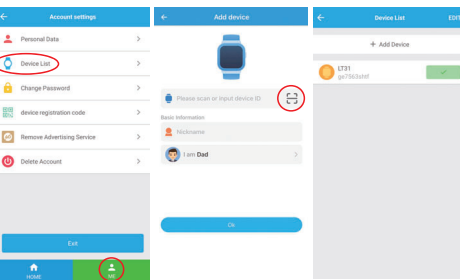 Account settings
Personal Data
Device List
Change Password
device registration code
Remove Advertising Service
Delete Account
Exit
HOME
ME
Add device
Please scan or input device ID
Basic Information
Nickname
I am Dad
Ok
Device List
EDIT
+ Add Device
LT31